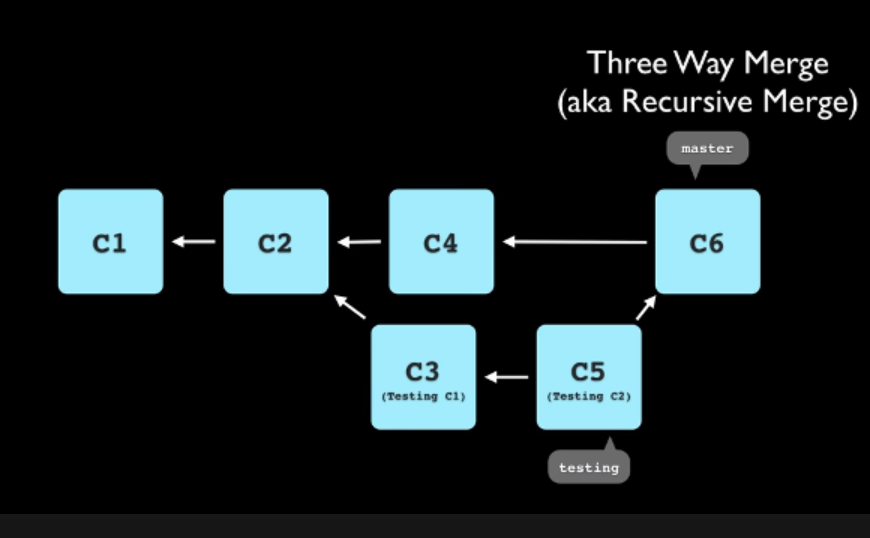 Three Way Merge
(aka Recursive Merge)
master
C1
C2
C4
C6
C3
(Testing C1)
C5
(Testing C2)
testing